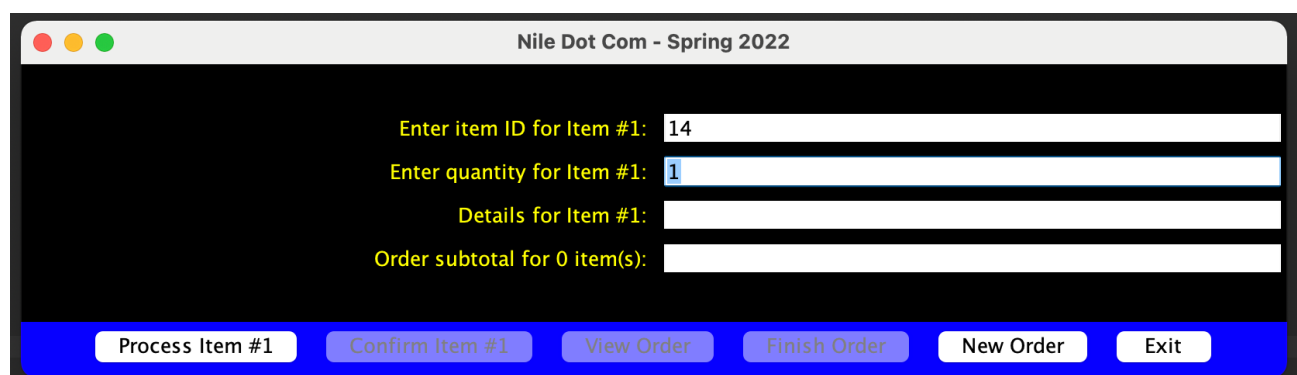 Nile Dot Com - Spring 2022
Enter item ID for Item #1: 14
Enter quantity for Item #1: 1
Details for Item #1:
Order subtotal for 0 item(s):
Process Item #1 Confirm Item #1 View Order Finish Order New Order Exit